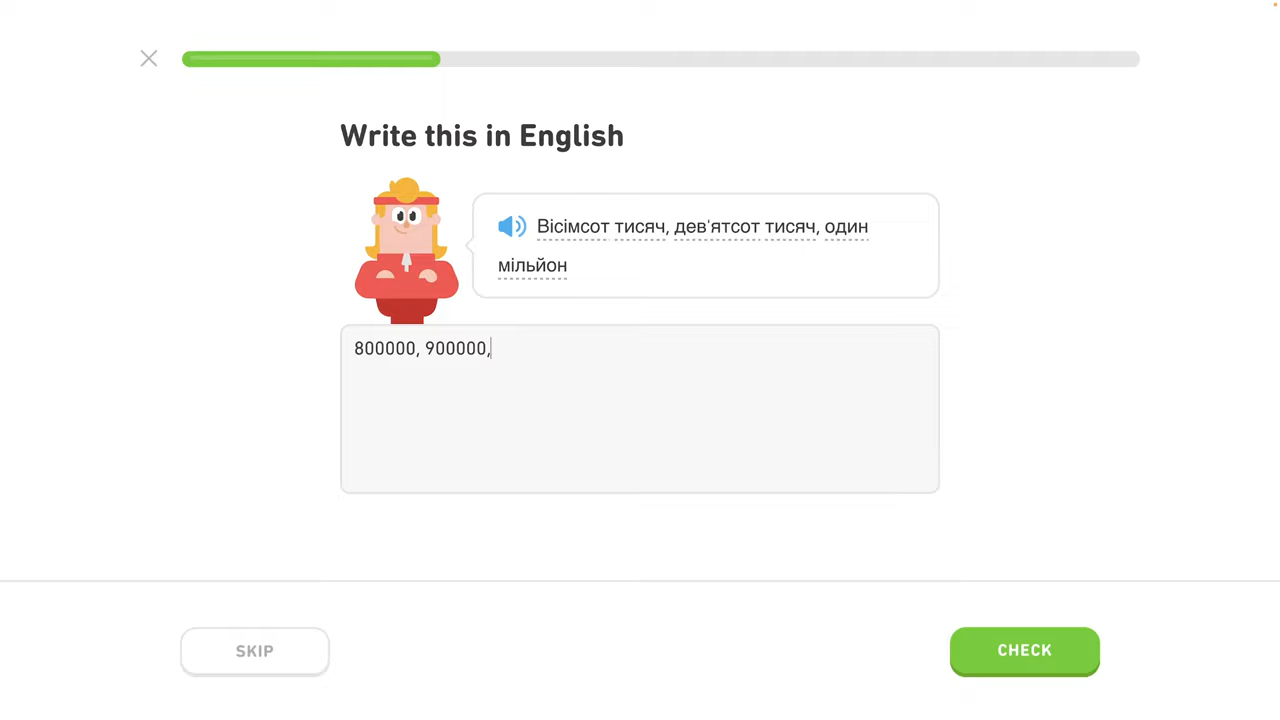 Write this in English
Вісімсот тисяч, дев'ятсот тисяч, один
мільйон
800000, 900000,
SKIP
CHECK